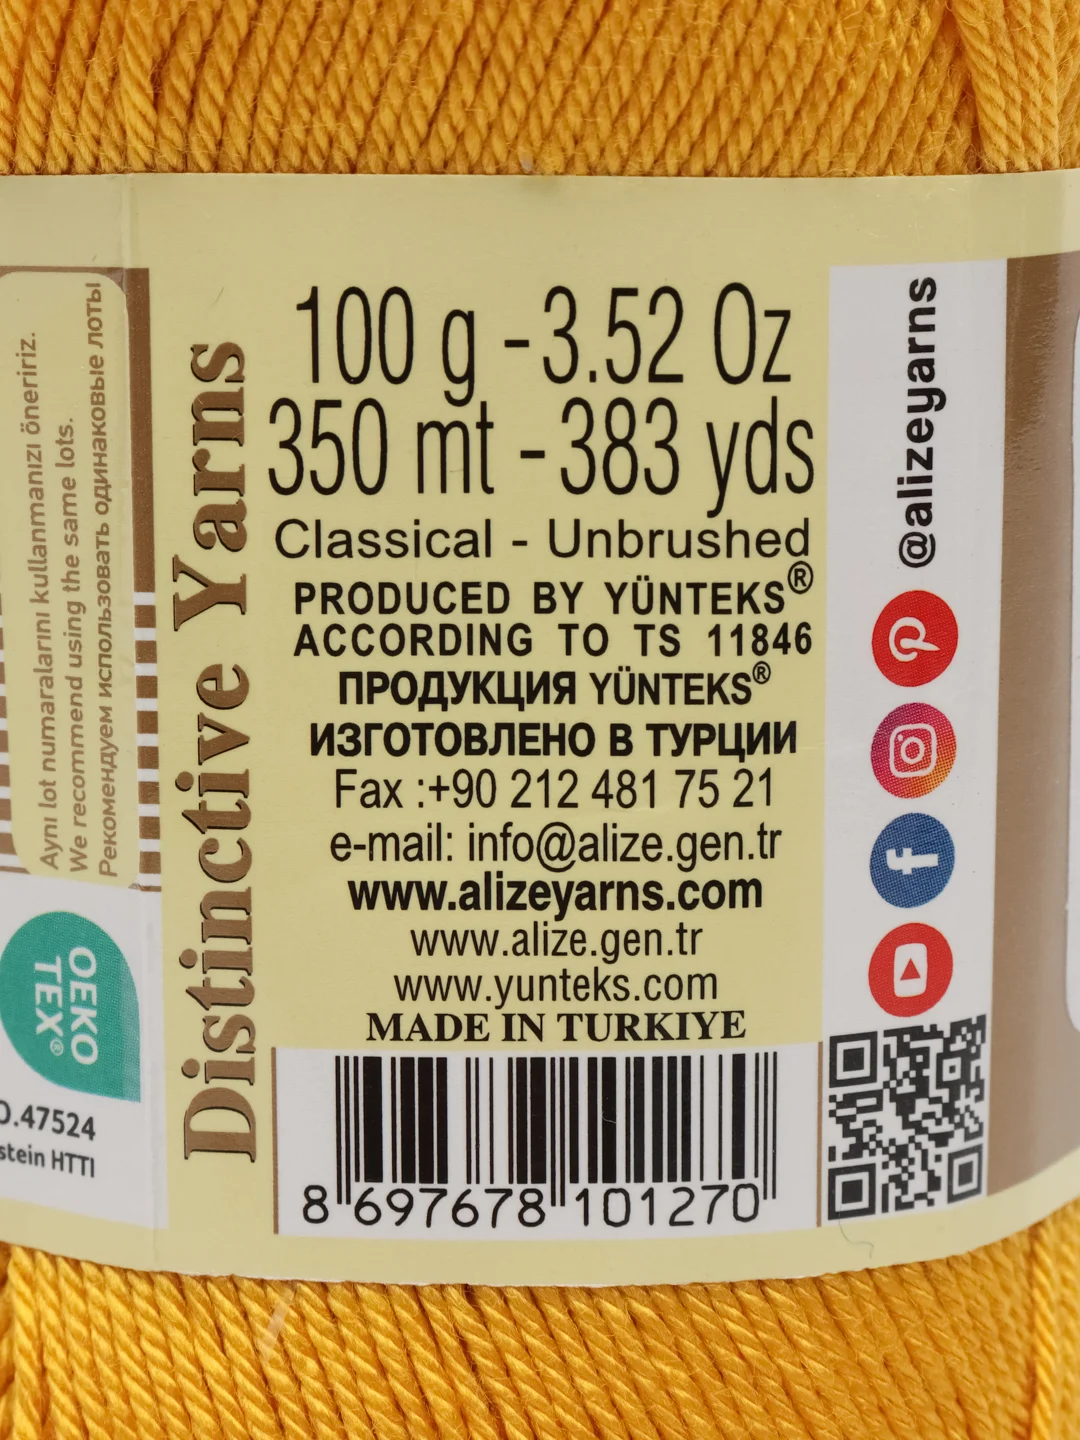 Aynı lot numaralarını kullanmanızı öneririz.
We recommend using the same lots.
Рекомендуем использовать одинаковые лоты
OEKO
TEX®
.47524
HTTI
Distinctive Yarns
100 g - 3.52 Oz
350 mt - 383 yds
Classical - Unbrushed
PRODUCED BY YÜNTEKS®
ACCORDING TO TS 11846
ПРОДУКЦИЯ YÜNTEKS®
ИЗГОТОВЛЕНО В ТУРЦИИ
Fax :+90 212 481 75 21
e-mail: info@alize.gen.tr
www.alizeyarns.com
www.alize.gen.tr
www.yunteks.com
MADE IN TURKIYE
8 697678 101270
@alizeyarns